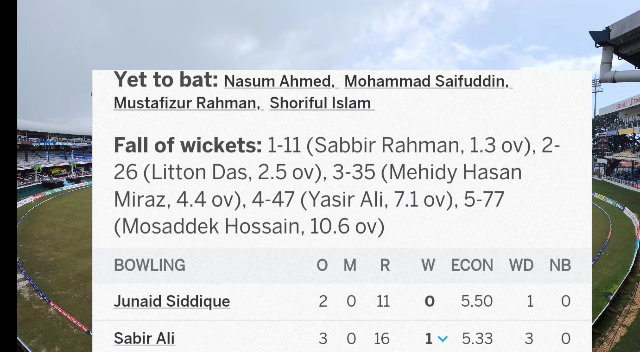 Yet to bat: Nasum Ahmed, Mohammad Saifuddin,
Mustafizur Rahman, Shoriful Islam
Fall of wickets: 1-11 (Sabbir Rahman, 1.3 ov), 2-
26 (Litton Das, 2.5 ov), 3-35 (Mehidy Hasan
Miraz, 4.4 ov), 4-47 (Yasir Ali, 7.1 ov), 5-77
(Mosaddek Hossain, 10.6 ov)
BOWLING O M R W ECON WD NB
Junaid Siddique 2 0 11 0 5.50 1 0
Sabir Ali 3 0 16 1 5.33 3 0